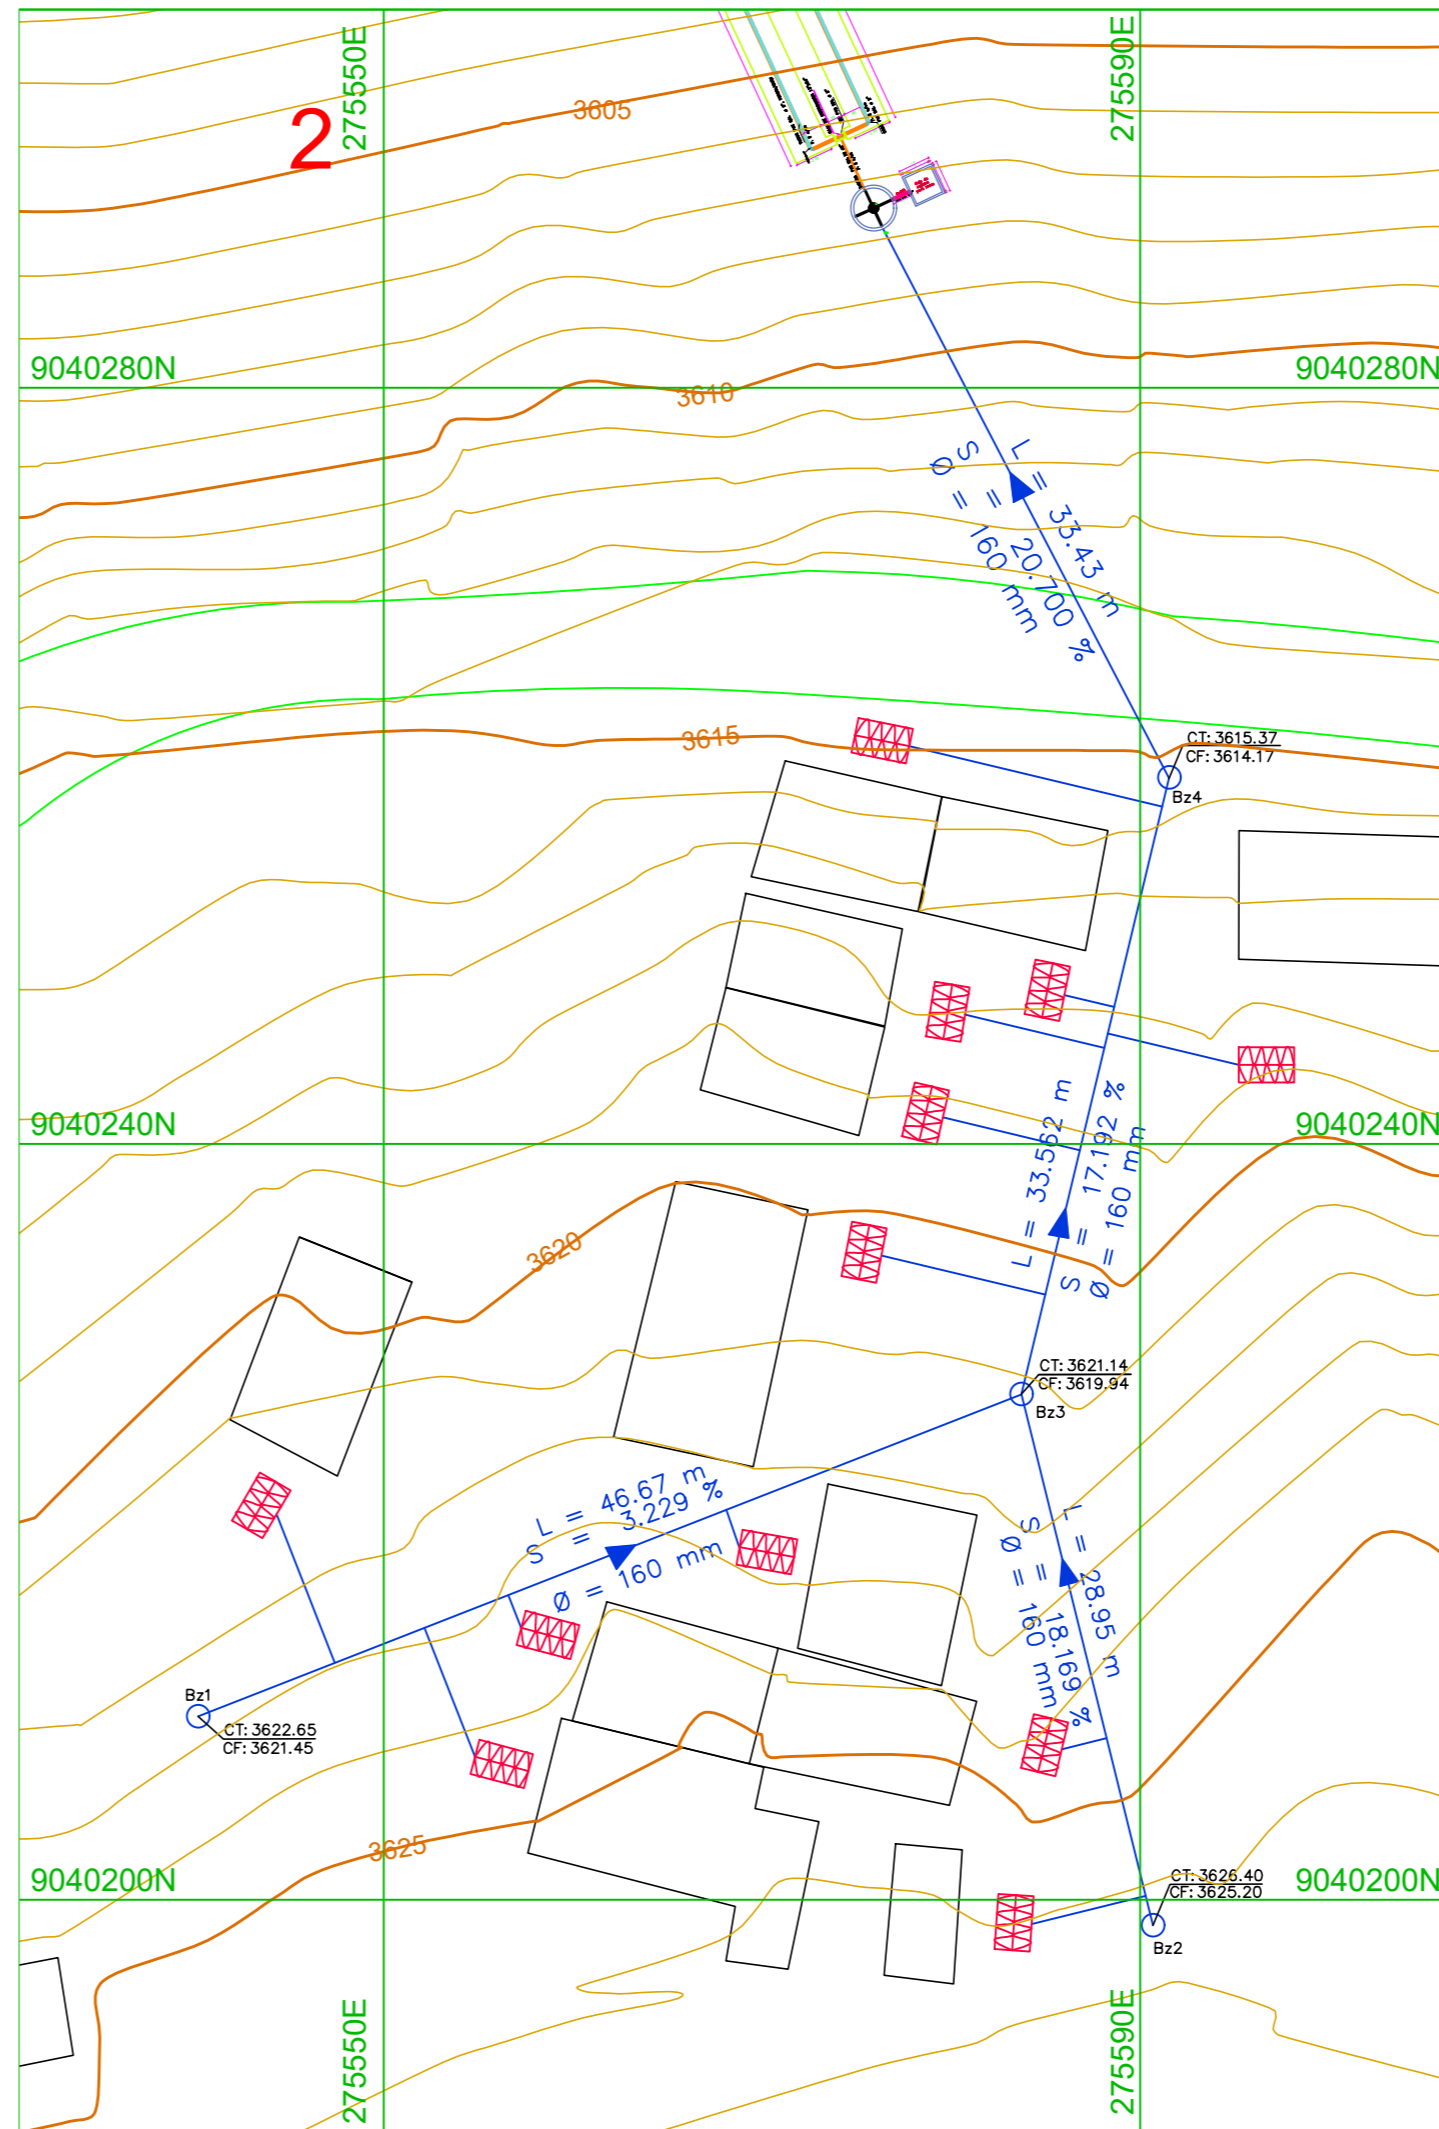 275550E
275590E
2
3605
9040280N
9040280N
3610
L = 33.43 m
S = 20.700 %
Ø = 160 mm
3615
CT: 3615.37
CF: 3614.17
Bz4
9040240N
9040240N
L = 33.562 m
S = 17.192 %
Ø = 160 mm
3620
CT: 3621.14
CF: 3619.94
Bz3
L = 46.67 m
S = 3.229 %
Ø = 160 mm
L = 28.95 m
S = 18.169 %
Ø = 160 mm
Bz1
CT: 3622.65
CF: 3621.45
3625
9040200N
CT: 3626.40
CF: 3625.20
9040200N
Bz2
275550E
275590E